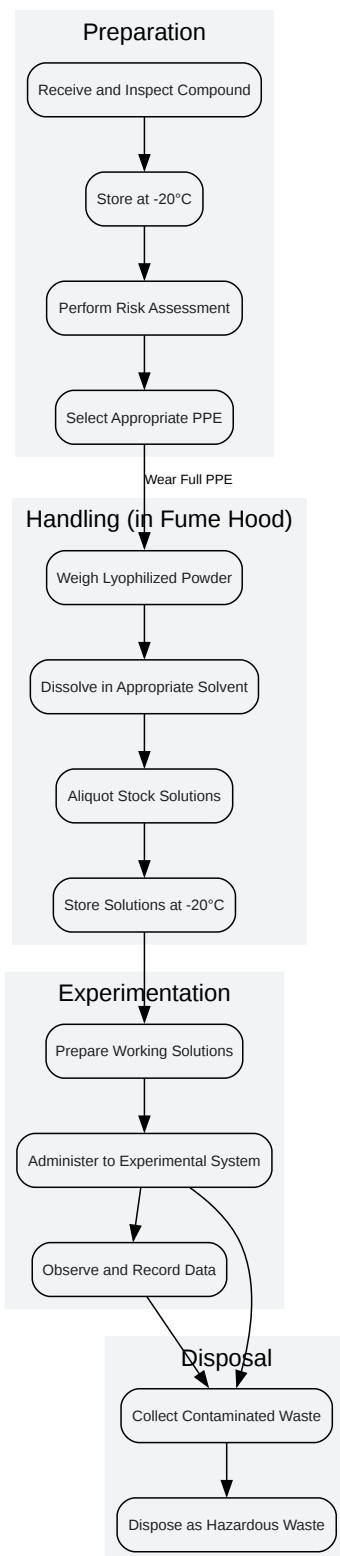 Preparation
Receive and Inspect Compound
Store at -20°C
Perform Risk Assessment
Select Appropriate PPE
Wear Full PPE
Handling (in Fume Hood)
Weigh Lyophilized Powder
Dissolve in Appropriate Solvent
Aliquot Stock Solutions
Store Solutions at -20°C
Experimentation
Prepare Working Solutions
Administer to Experimental System
Observe and Record Data
Disposal
Collect Contaminated Waste
Dispose as Hazardous Waste